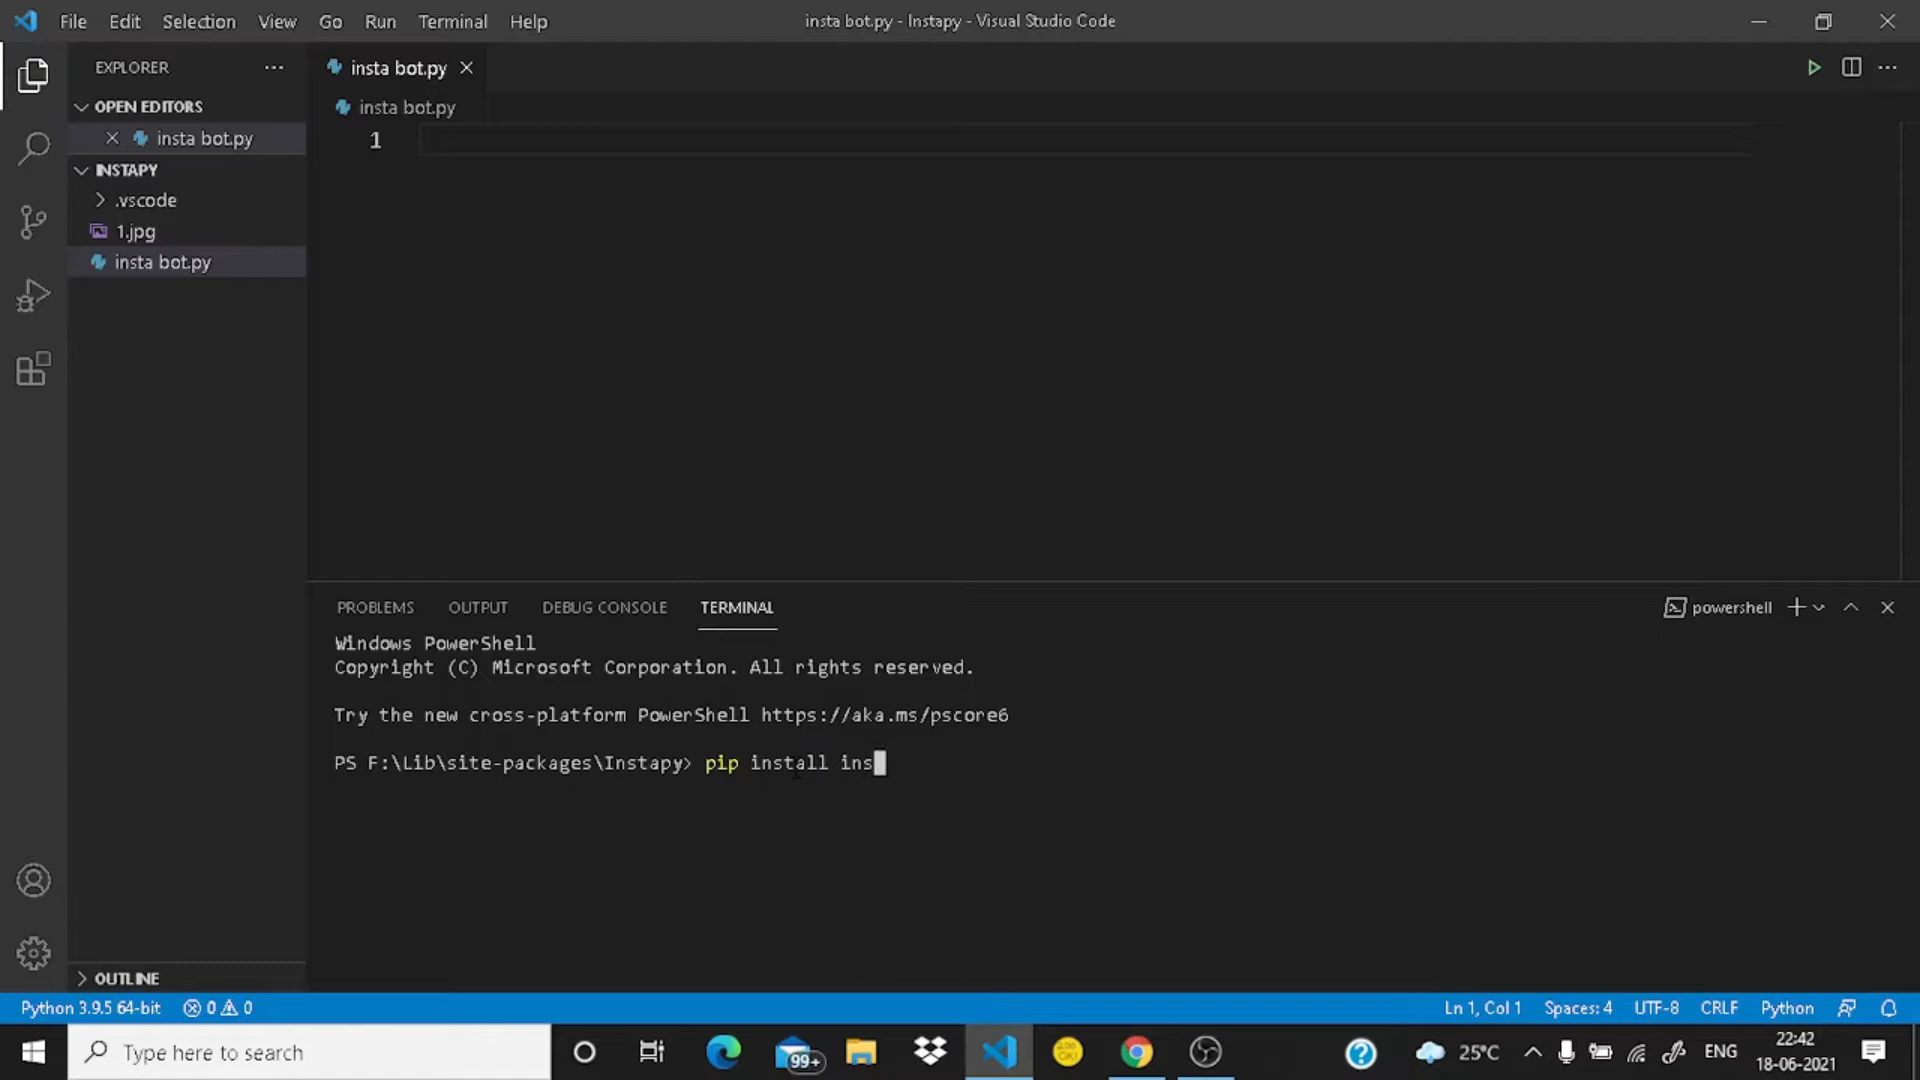 File Edit Selection View Go Run Terminal Help
insta bot.py - Instapy - Visual Studio Code
EXPLORER
OPEN EDITORS
insta bot.py
INSTAPY
.vscode
1.jpg
insta bot.py
OUTLINE
insta bot.py
insta bot.py
1
PROBLEMS OUTPUT DEBUG CONSOLE TERMINAL
powershell
Windows PowerShell
Copyright (C) Microsoft Corporation. All rights reserved.
Try the new cross-platform PowerShell https://aka.ms/pscore6
PS F:\Lib\site-packages\Instapy> pip install ins
Python 3.9.5 64-bit 0 0
Ln 1, Col 1 Spaces: 4 UTF-8 CRLF Python
Type here to search
99+
25°C
ENG
22:42
18-06-2021